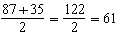 87+35/2 = 122/2 = 61